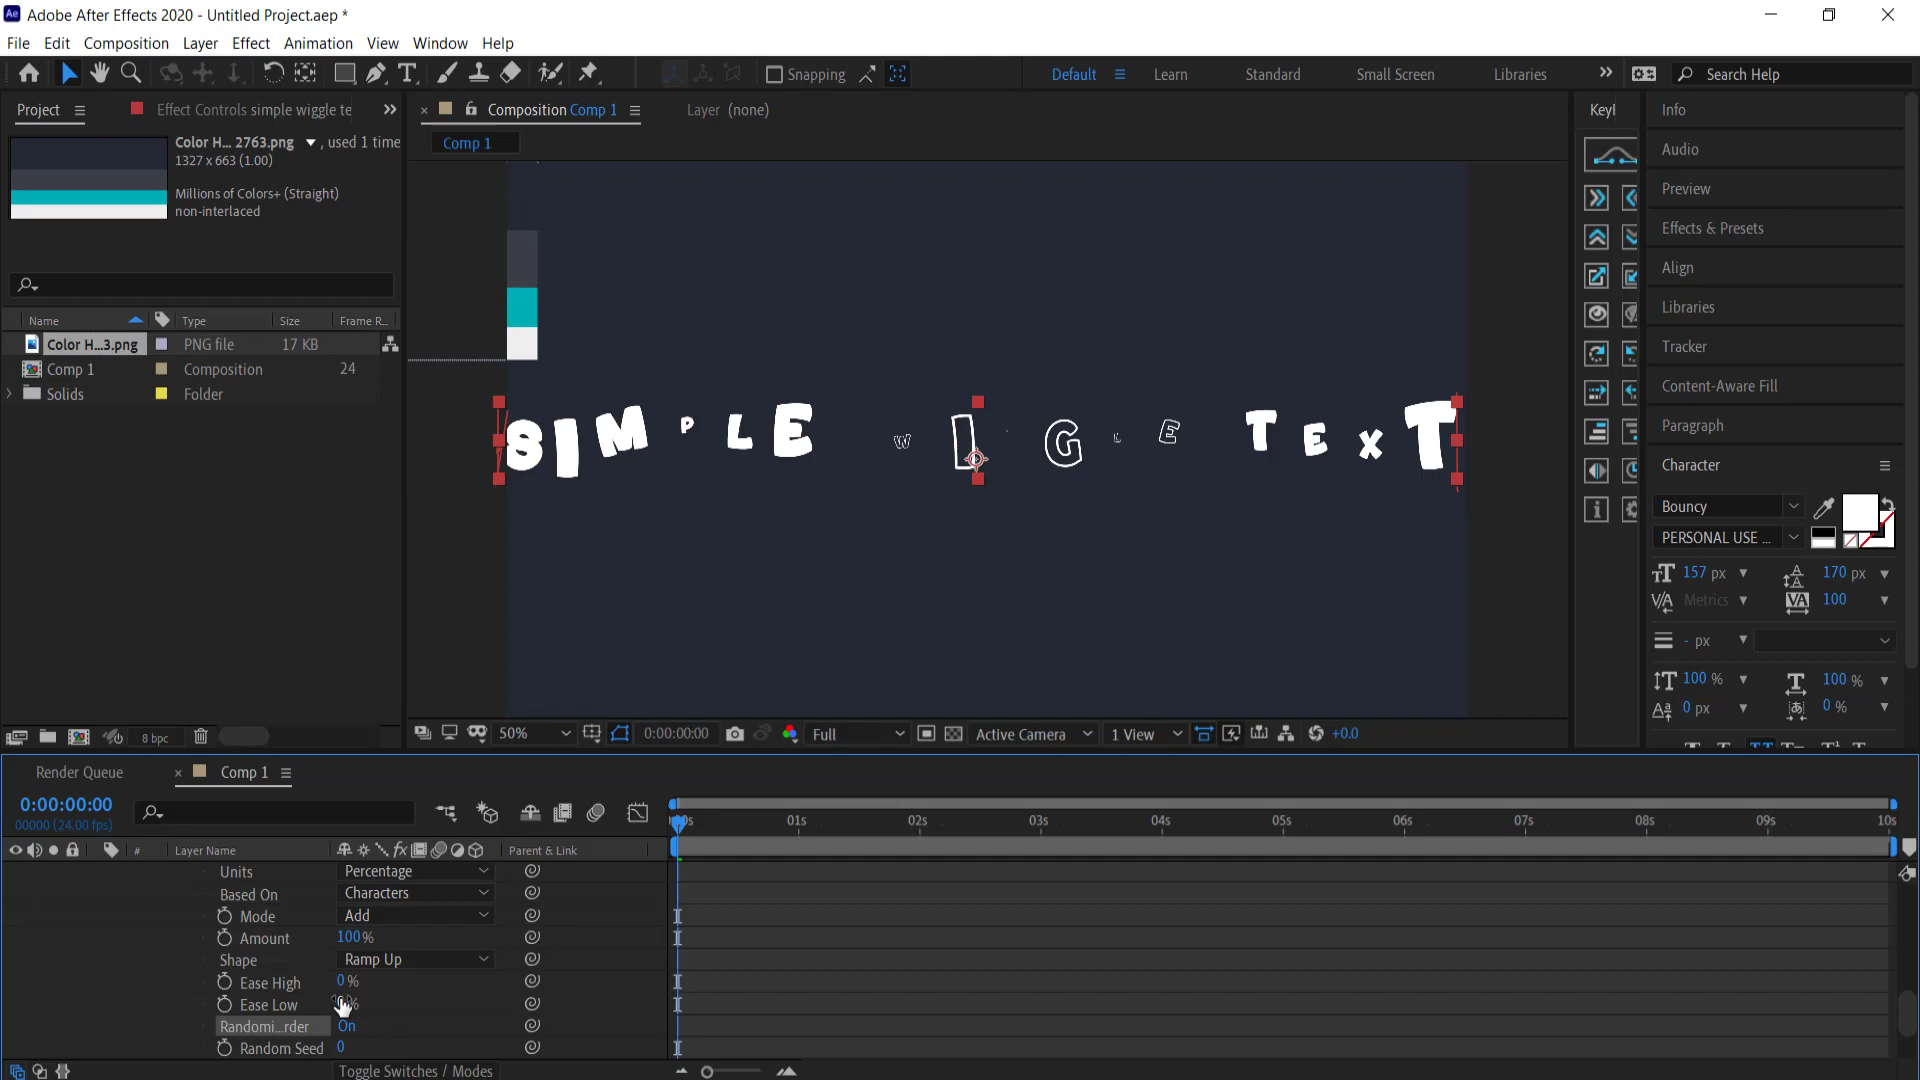 Adobe After Effects 2020 - Untitled Project.aep *
File Edit Composition Layer Effect Animation View Window Help
Snapping
Default Learn Standard Small Screen Libraries
Search Help
Project Effect Controls simple wiggle te
Composition Comp 1 Layer (none)
Keyl
Info
Comp 1
Color H... 2763.png , used 1 time
1327 x 663 (1.00)
Millions of Colors+ (Straight)
non-interlaced
Audio
Preview
Effects & Presets
Align
Libraries
Tracker
Content-Aware Fill
Paragraph
Character
Name Type Size Frame R...
Color H...3.png PNG file 17 KB
Comp 1 Composition 24
Solids Folder
SIMPLE W I G L E TEXT
Bouncy
PERSONAL USE ...
157 px 170 px
Metrics 100
- px
100 % 100 %
0 px 0 %
8 bpc
50% 0:00:00:00 Full Active Camera 1 View +0.0
Render Queue Comp 1
0:00:00:00
00000 (24.00 fps)
01s 02s 03s 04s 05s 06s 07s 08s 09s 10s
# Layer Name fx Parent & Link
Units Percentage
Based On Characters
Mode Add
Amount 100%
Shape Ramp Up
Ease High 0%
Ease Low %
Randomi...rder On
Random Seed 0
Toggle Switches / Modes